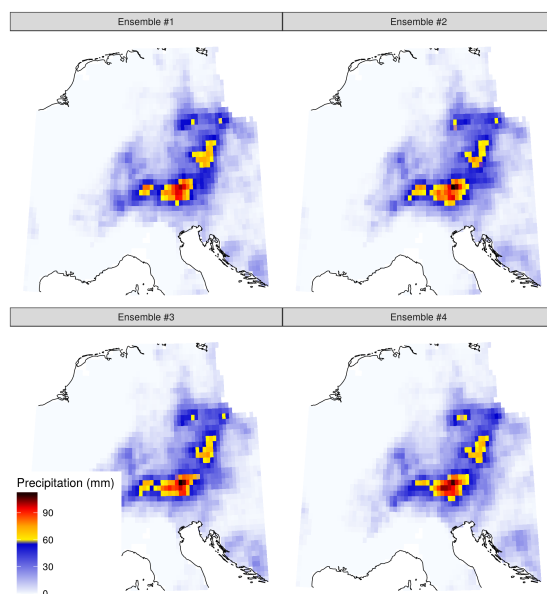 Ensemble #1
Ensemble #2
Ensemble #3
Ensemble #4
Precipitation (mm)
90
60
30
0